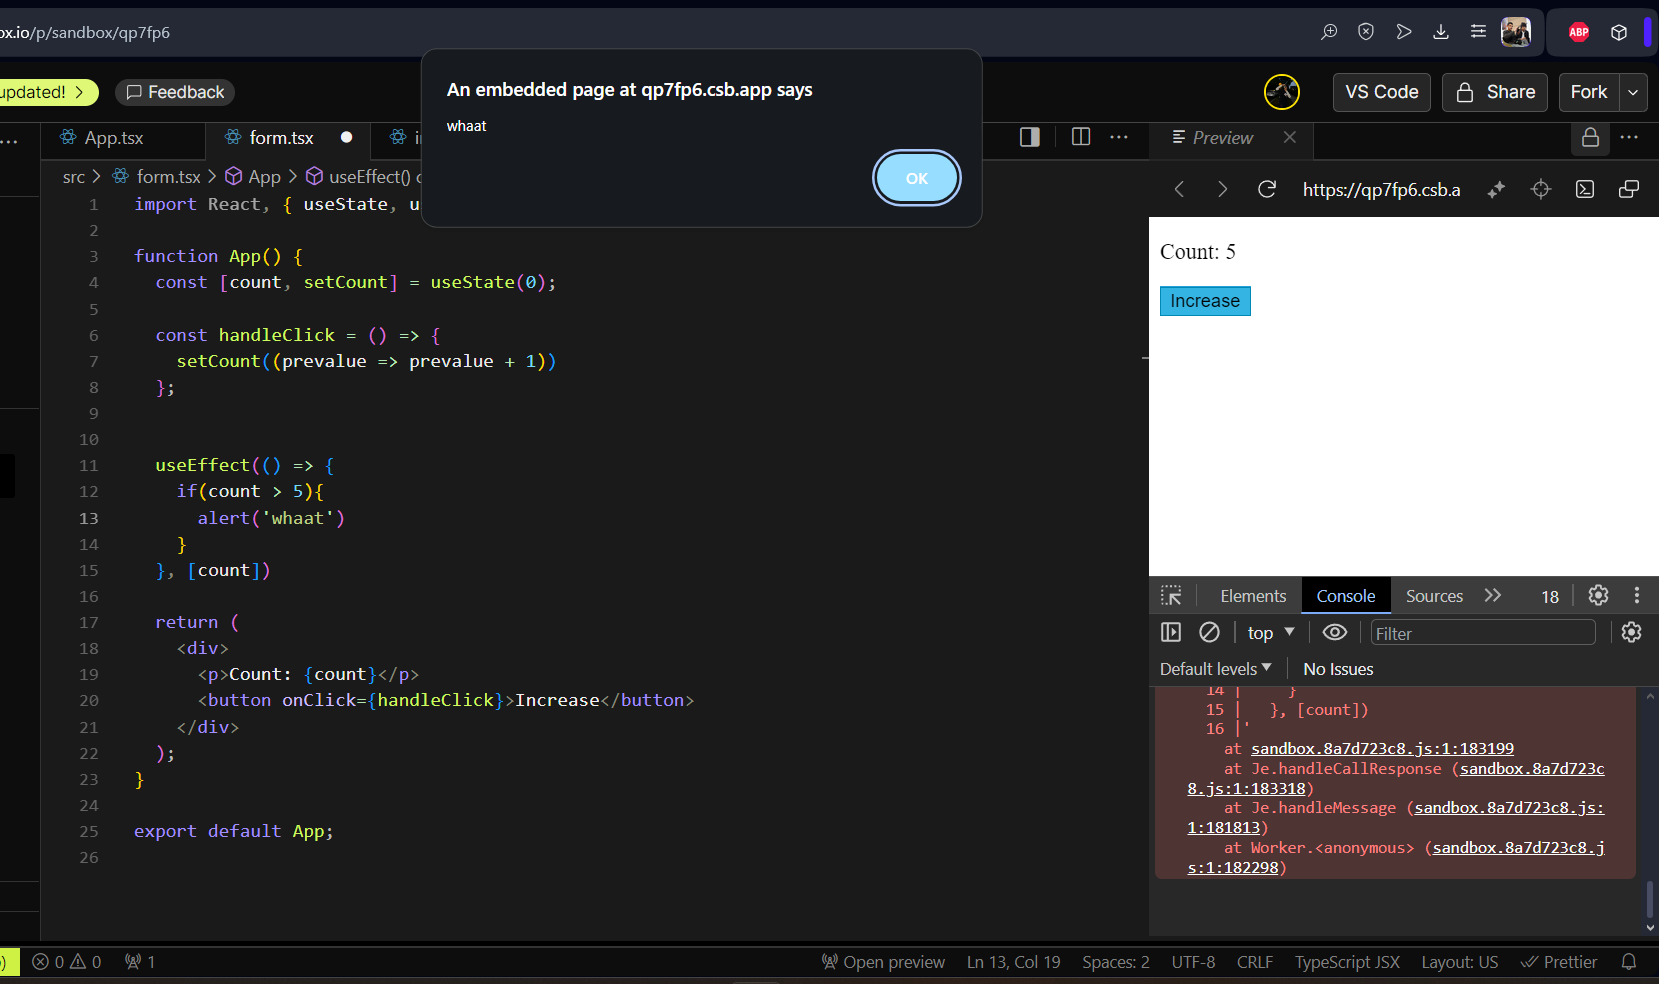 ox.io/p/sandbox/qp7fp6
ABP
updated!
Feedback
VS Code
Share
Fork
An embedded page at qp7fp6.csb.app says
whaat
OK
App.tsx
form.tsx
Preview
src > form.tsx > App > useEffect()
https://qp7fp6.csb.a
1 import React, { useState, u
2
3 function App() {
4 const [count, setCount] = useState(0);
5
6 const handleClick = () => {
7 setCount((prevalue => prevalue + 1))
8 };
9
10
11 useEffect(() => {
12 if(count > 5){
13 alert('whaat')
14 }
15 }, [count])
16
17 return (
18 <div>
19 <p>Count: {count}</p>
20 <button onClick={handleClick}>Increase</button>
21 </div>
22 );
23 }
24
25 export default App;
26
Count: 5
Increase
Elements
Console
Sources
18
top
Filter
Default levels
No Issues
14 | }
15 | }, [count])
16 |'
at sandbox.8a7d723c8.js:1:183199
at Je.handleCallResponse (sandbox.8a7d723c
8.js:1:183318)
at Je.handleMessage (sandbox.8a7d723c8.js:
1:181813)
at Worker.<anonymous> (sandbox.8a7d723c8.j
s:1:182298)
0
0
1
Open preview
Ln 13, Col 19
Spaces: 2
UTF-8
CRLF
TypeScript JSX
Layout: US
Prettier